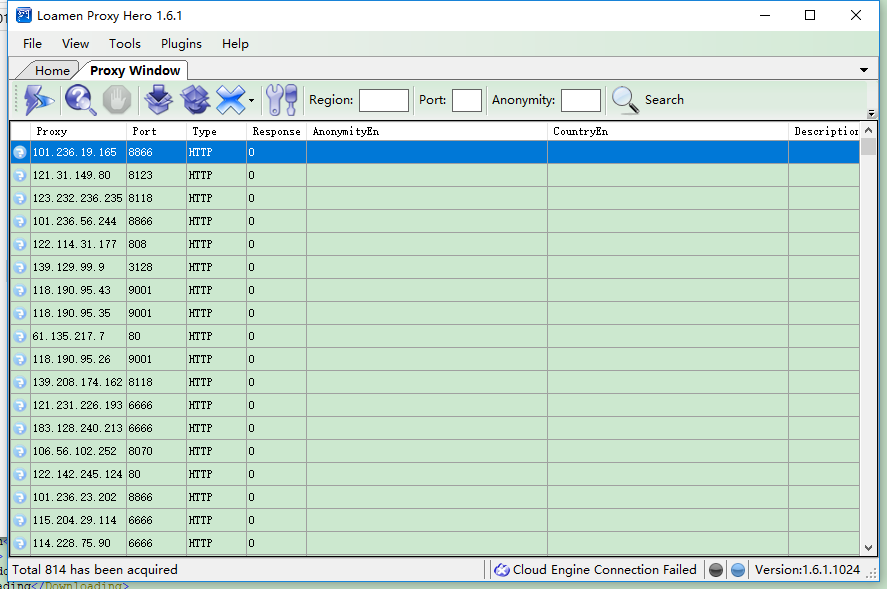 Loamen Proxy Hero 1.6.1
File View Tools Plugins Help
Home Proxy Window
Region: Port: Anonymity: Search
Proxy Port Type Response AnonymityEn CountryEn Description
101.236.19.165 8866 HTTP 0
121.31.149.80 8123 HTTP 0
123.232.236.235 8118 HTTP 0
101.236.56.244 8866 HTTP 0
122.114.31.177 808 HTTP 0
139.129.99.9 3128 HTTP 0
118.190.95.43 9001 HTTP 0
118.190.95.35 9001 HTTP 0
61.135.217.7 80 HTTP 0
118.190.95.26 9001 HTTP 0
139.208.174.162 8118 HTTP 0
121.231.226.193 6666 HTTP 0
183.128.240.213 6666 HTTP 0
106.56.102.252 8070 HTTP 0
122.142.245.124 80 HTTP 0
101.236.23.202 8866 HTTP 0
115.204.29.114 6666 HTTP 0
114.228.75.90 6666 HTTP 0
Total 814 has been acquired Cloud Engine Connection Failed Version:1.6.1.1024
ading</Downloading>